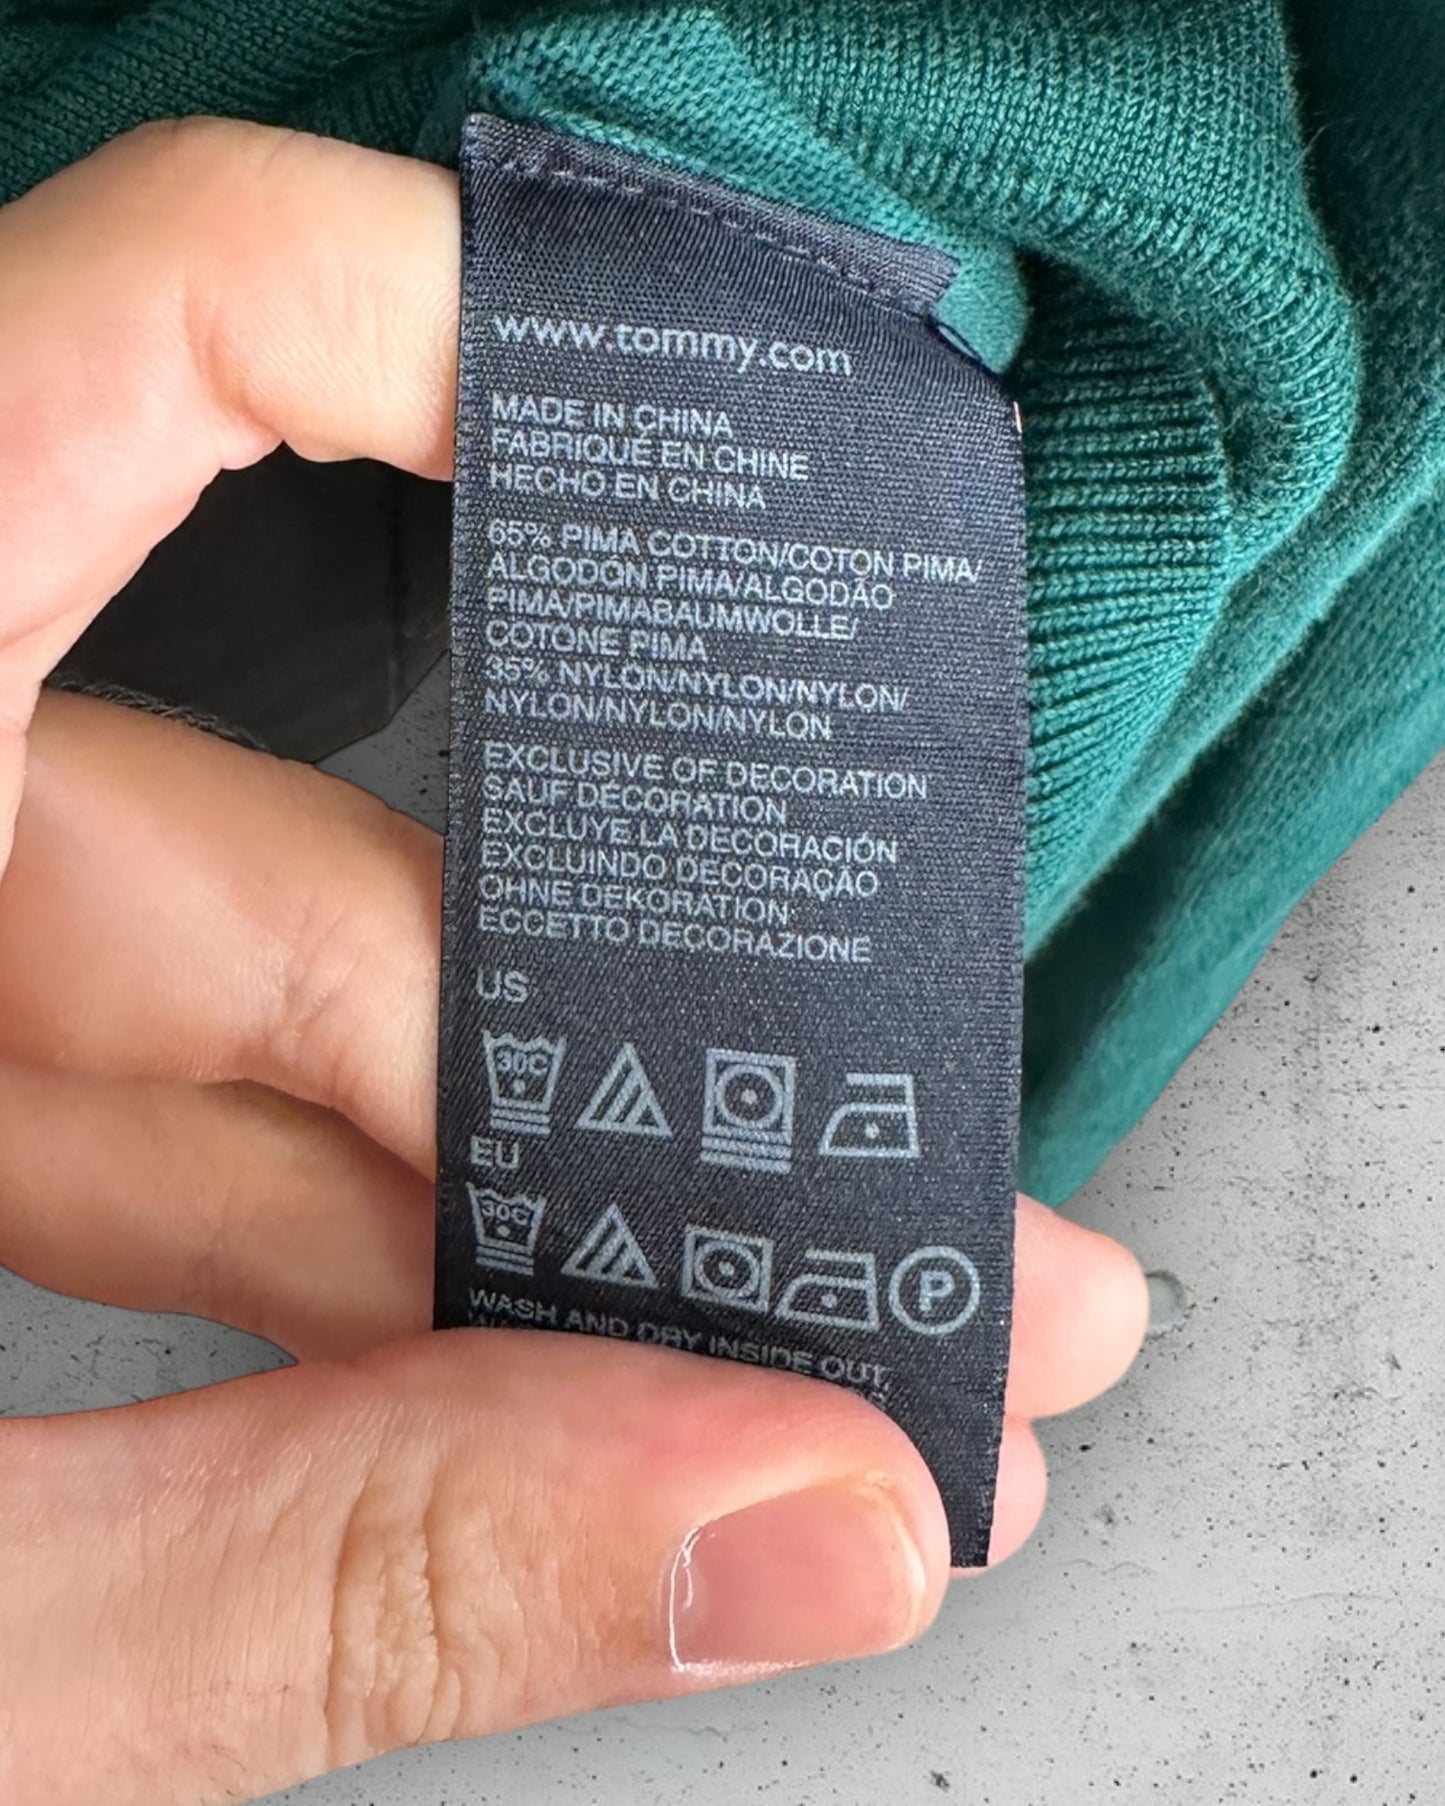 www.tommy.com
MADE IN CHINA
FABRIQUÉ EN CHINE
HECHO EN CHINA
65% PIMA COTTON/COTON PIMA/
ALGODON PIMA/ALGODÃO
PIMA/PIMABAUMWOLLE/
COTONE PIMA
35% NYLON/NYLON/NYLON/
NYLON/NYLON/NYLON
EXCLUSIVE OF DECORATION
SAUF DÉCORATION
EXCLUYE LA DECORACIÓN
EXCLUINDO DECORAÇÃO
OHNE DEKORATION
ECCETTO DECORAZIONE
US
30C
EU
30C
P
WASH AND DRY INSIDE OUT,